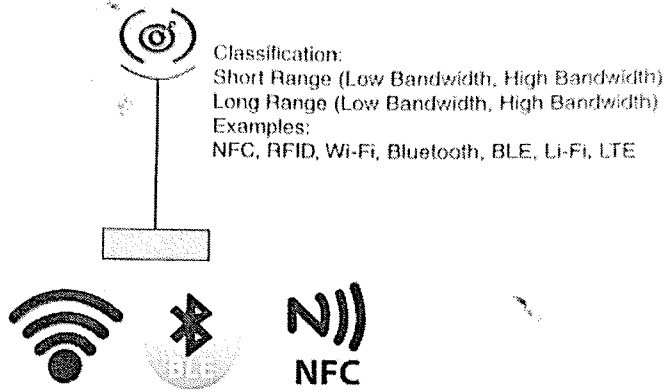 Classification:
Short Range (Low Bandwidth, High Bandwidth)
Long Range (Low Bandwidth, High Bandwidth)
Examples:
NFC, RFID, Wi-Fi, Bluetooth, BLE, Li-Fi, LTE
BLE
NFC